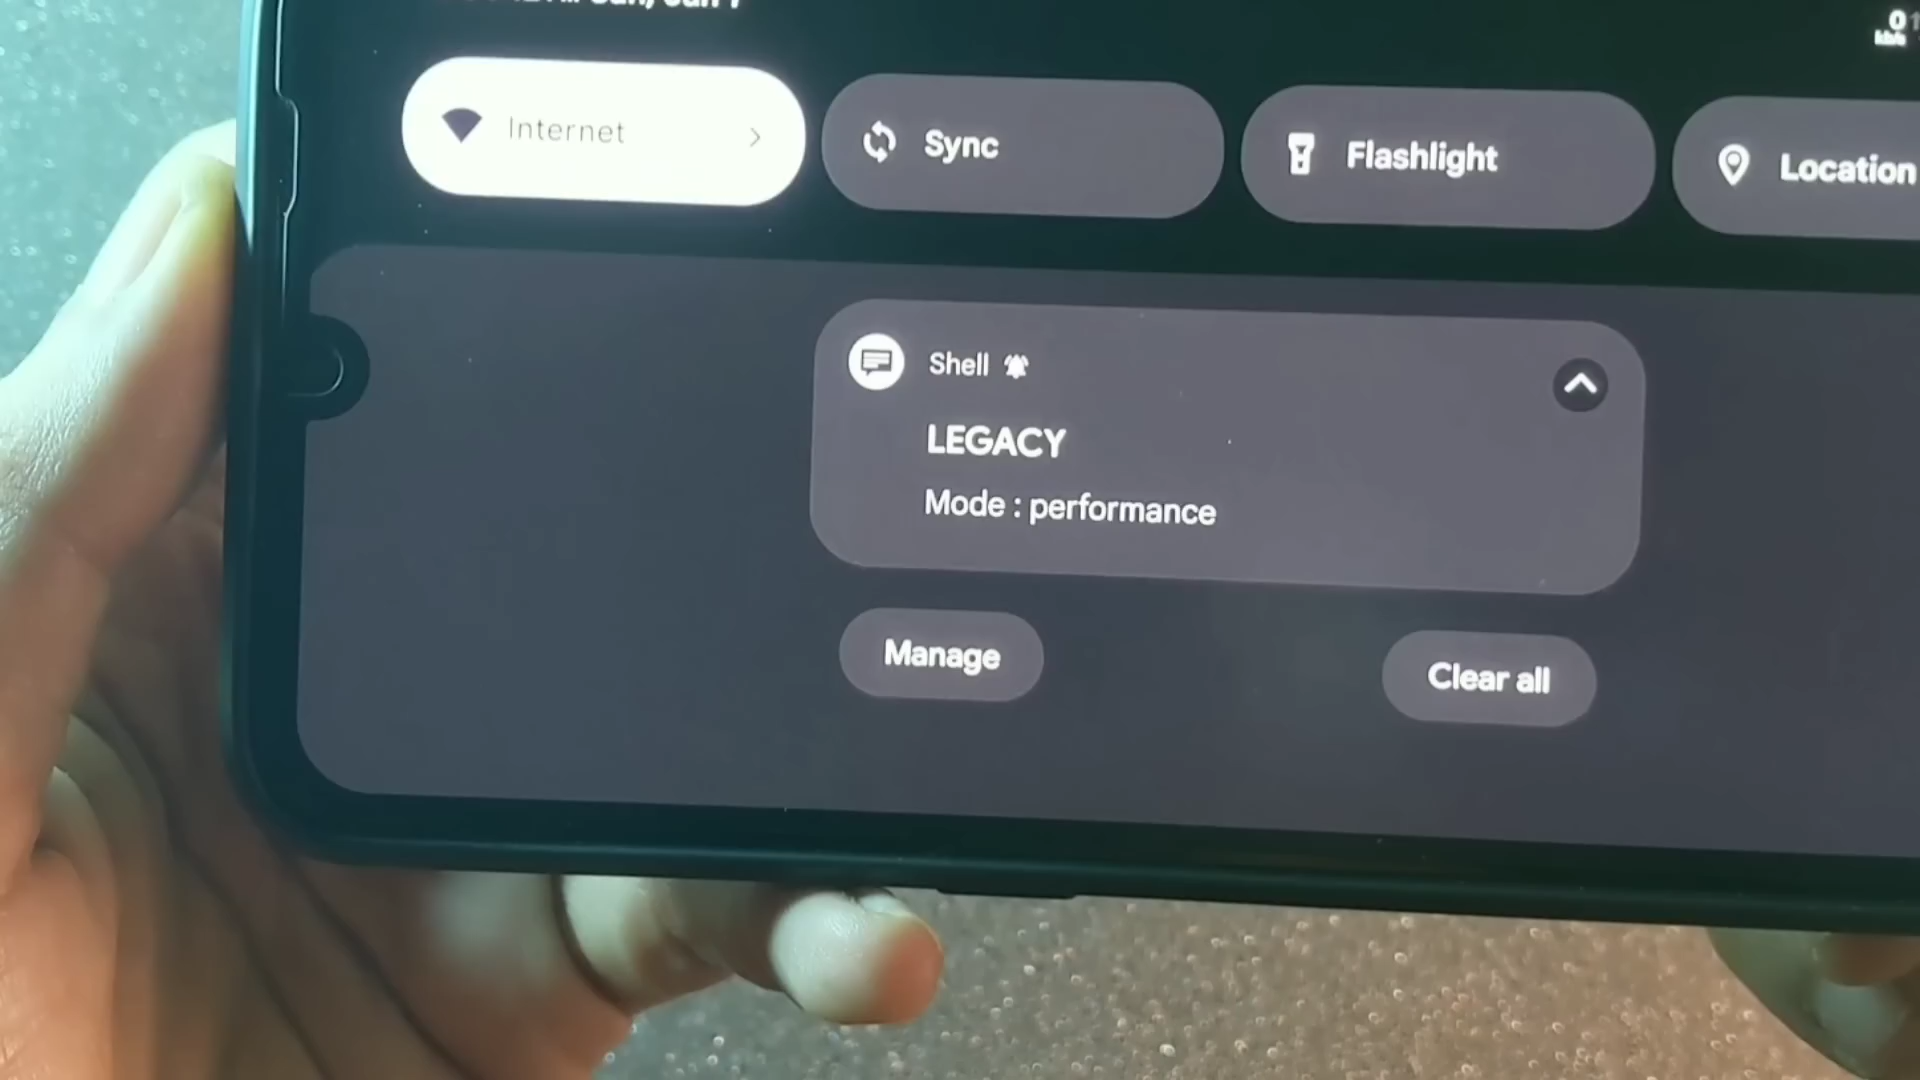 Internet
Sync
Flashlight
Location
Shell
LEGACY
Mode : performance
Manage
Clear all